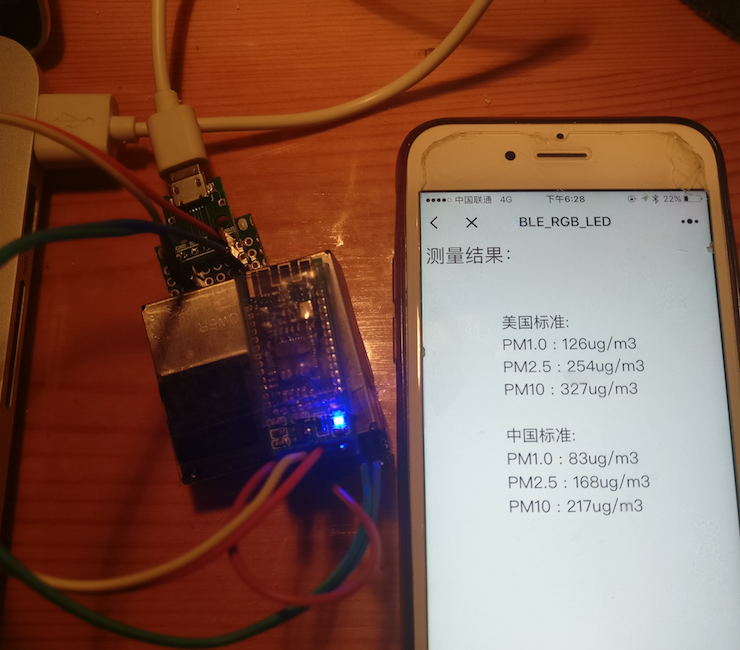 中国联通 4G 下午6:28 22%
BLE_RGB_LED
测量结果:
美国标准:
PM1.0 : 126ug/m3
PM2.5 : 254ug/m3
PM10 : 327ug/m3
中国标准:
PM1.0 : 83ug/m3
PM2.5 : 168ug/m3
PM10 : 217ug/m3